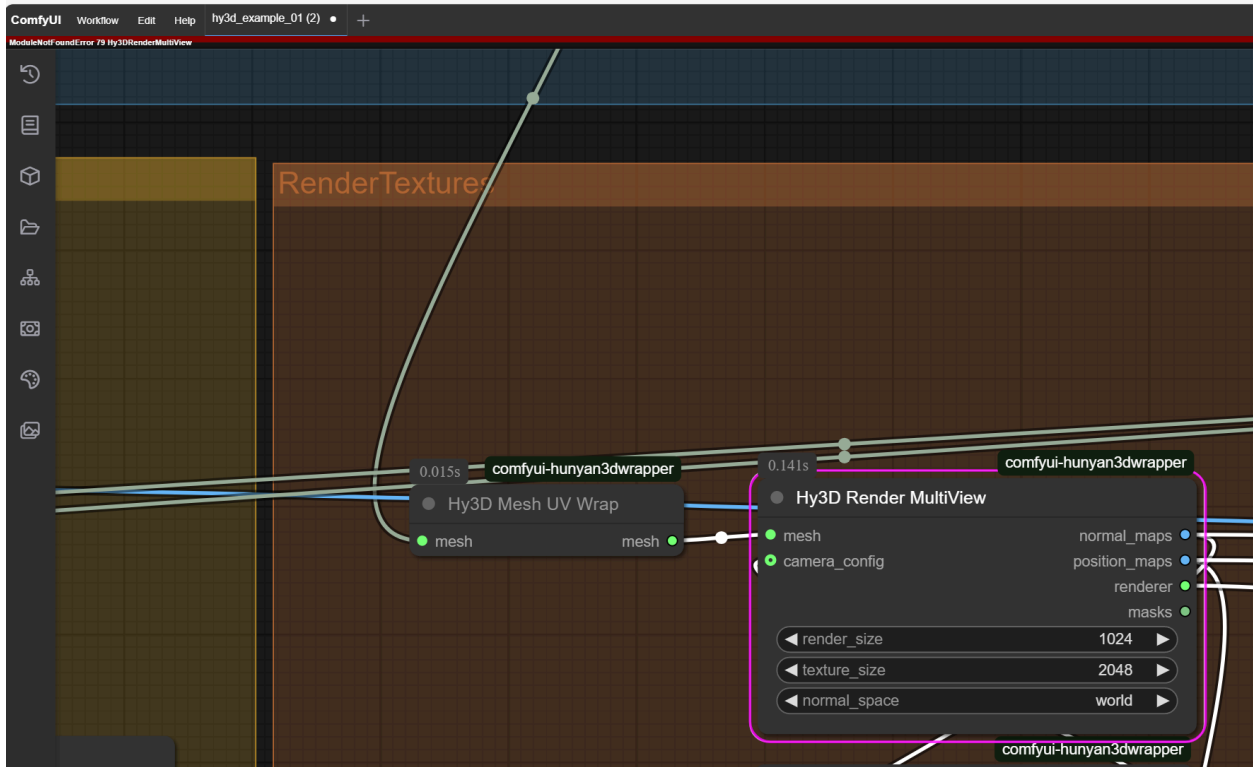 ComfyUI Workflow Edit Help hy3d_example_01 (2)
ModuleNotFoundError 79 Hy3DRenderMultiView
RenderTextures
0.015s comfyui-hunyan3dwrapper
Hy3D Mesh UV Wrap
mesh mesh
0.141s comfyui-hunyan3dwrapper
Hy3D Render MultiView
mesh normal_maps
camera_config position_maps
renderer
masks
render_size 1024
texture_size 2048
normal_space world
comfyui-hunyan3dwrapper